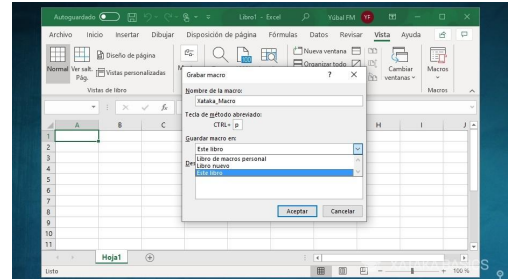 Autoguardado Libro1 - Excel Yúbal FM YF
Archivo Inicio Insertar Dibujar Disposición de página Fórmulas Datos Revisar Vista Ayuda
Normal Ver salt. Pág. Diseño de página Vistas personalizadas
Vistas de libro
Nueva ventana
Organizar todo
Cambiar ventanas
Macros
Macros
Grabar macro ? ×
Nombre de la macro:
Xataka_Macro
Tecla de método abreviado:
CTRL+ p
Guardar macro en:
Este libro
Libro de macros personal
Libro nuevo
Este libro
Aceptar Cancelar
fx
A B C H I J
1
2
3
4
5
6
7
8
9
10
11
Hoja1
Listo 100 %